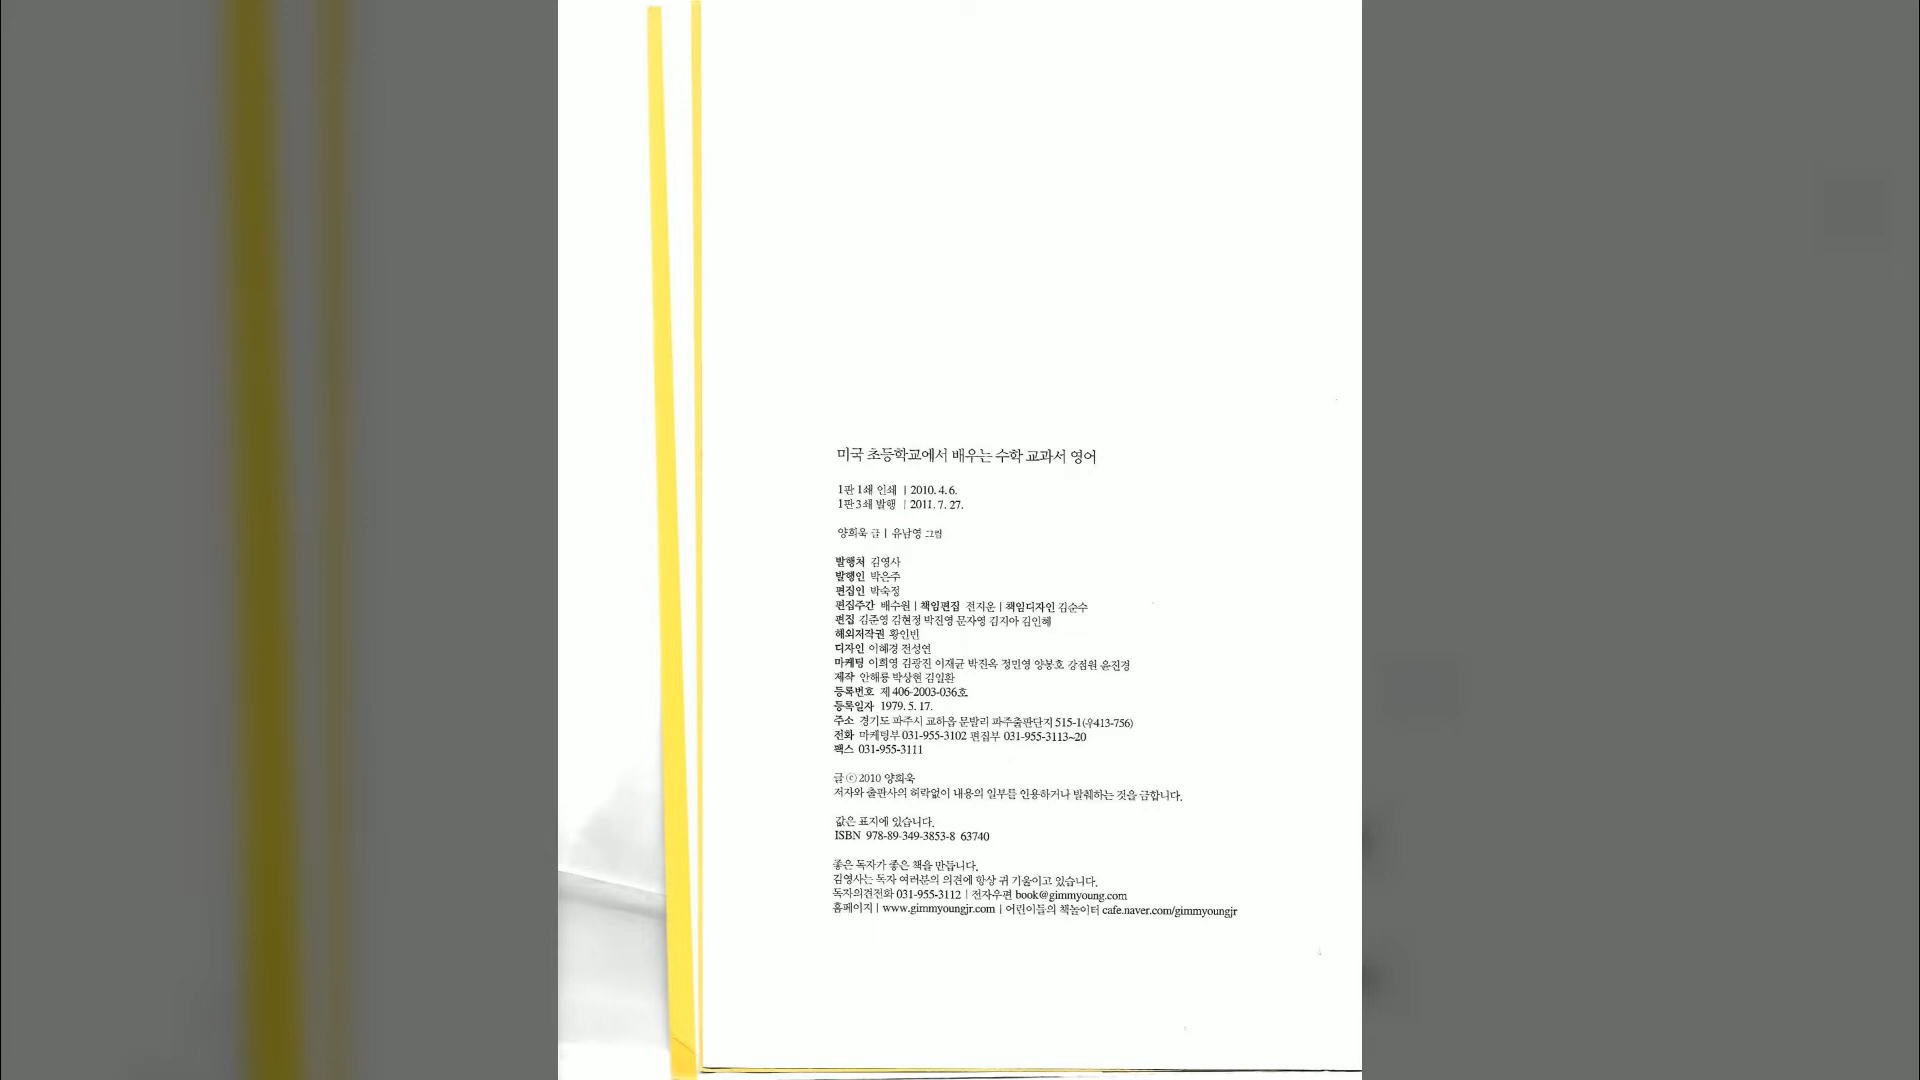 미국 초등학교에서 배우는 수학 교과서 영어
1판 1쇄 인쇄 | 2010. 4. 6.
1판 3쇄 발행 | 2011. 7. 27.
양희욱 글 | 유남영 그림
발행처 김영사
발행인 박은주
편집인 박숙정
편집주간 배수원 | 책임편집 전지운 | 책임디자인 김순수
편집 김준영 김현정 박진영 문자영 김지아 김인혜
해외저작권 황인빈
디자인 이혜경 전성연
마케팅 이희영 김광진 이재균 박진옥 정민영 양봉호 강점원 윤진경
제작 안해룡 박상현 김일환
등록번호 제 406-2003-036호
등록일자 1979. 5. 17.
주소 경기도 파주시 교하읍 문발리 파주출판단지 515-1(우413-756)
전화 마케팅부 031-955-3102 편집부 031-955-3113~20
팩스 031-955-3111
글 ⓒ 2010 양희욱
저자와 출판사의 허락없이 내용의 일부를 인용하거나 발췌하는 것을 금합니다.
값은 표지에 있습니다.
ISBN 978-89-349-3853-8 63740
좋은 독자가 좋은 책을 만듭니다.
김영사는 독자 여러분의 의견에 항상 귀 기울이고 있습니다.
독자의견전화 031-955-3112 | 전자우편 book@gimmyoung.com
홈페이지 | www.gimmyoungjr.com | 어린이들의 책놀이터 cafe.naver.com/gimmyoungjr